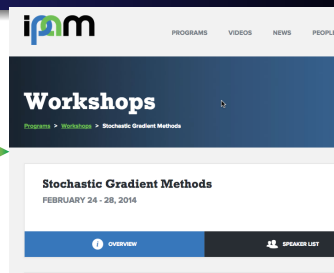 ipam
PROGRAMS VIDEOS NEWS PEOPLE
Workshops
Programs > Workshops > Stochastic Gradient Methods
Stochastic Gradient Methods
FEBRUARY 24 - 28, 2014
i OVERVIEW SPEAKER LIST